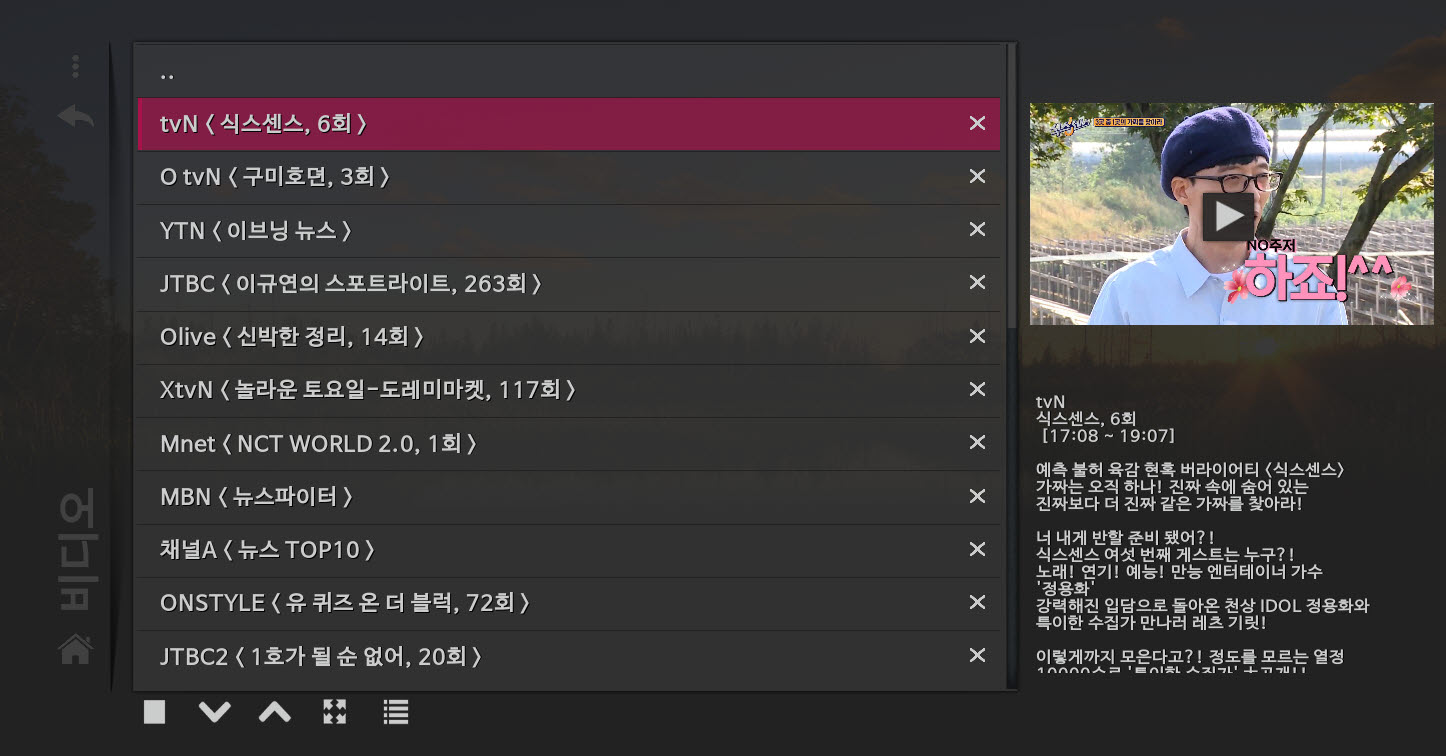 ..
tvN < 식스센스, 6회 >
O tvN < 구미호뎐, 3회 >
YTN < 이브닝 뉴스 >
JTBC < 이규연의 스포트라이트, 263회 >
Olive < 신박한 정리, 14회 >
XtvN < 놀라운 토요일-도레미마켓, 117회 >
Mnet < NCT WORLD 2.0, 1회 >
MBN < 뉴스파이터 >
채널A < 뉴스 TOP10 >
ONSTYLE < 유 퀴즈 온 더 블럭, 72회 >
JTBC2 < 1호가 될 순 없어, 20회 >
비디오
NO주저
하죠!^^
tvN
식스센스, 6회
[17:08 ~ 19:07]
예측 불허 육감 현혹 버라이어티 <식스센스>
가짜는 오직 하나! 진짜 속에 숨어 있는
진짜보다 더 진짜 같은 가짜를 찾아라!
너 내게 반할 준비 됐어?!
식스센스 여섯 번째 게스트는 누구?!
노래! 연기! 예능! 만능 엔터테이너 가수
'정용화'
강력해진 입담으로 돌아온 천상 IDOL 정용화와
특이한 수집가 만나러 레츠 기릿!
이렇게까지 모은다고?! 정도를 모르는 열정